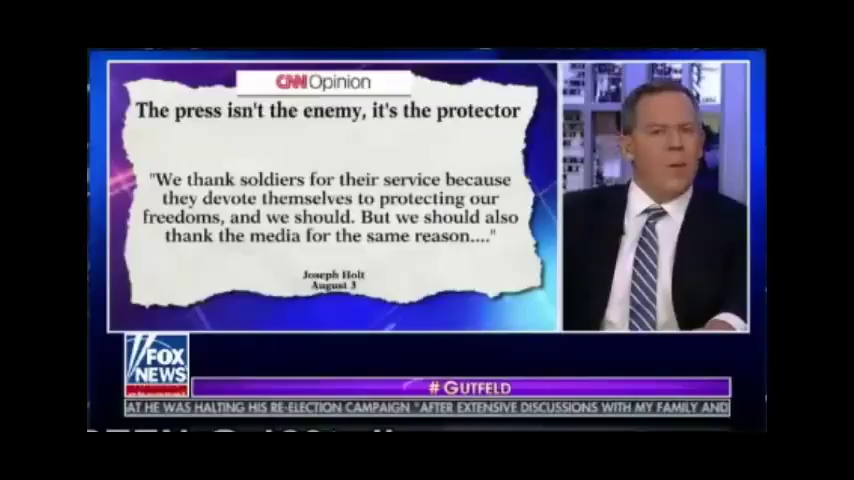 CNN Opinion
The press isn't the enemy, it's the protector
"We thank soldiers for their service because
they devote themselves to protecting our
freedoms, and we should. But we should also
thank the media for the same reason...."
Joseph Holt
August 3
FOX
NEWS
# GUTFELD
AT HE WAS HALTING HIS RE-ELECTION CAMPAIGN "AFTER EXTENSIVE DISCUSSIONS WITH MY FAMILY AND